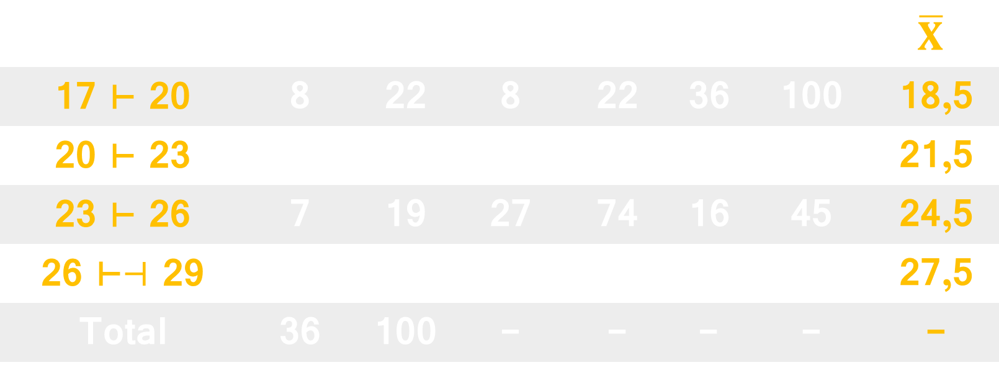 x̅
17 ⊢ 20 8 22 8 22 36 100 18,5
20 ⊢ 23 21,5
23 ⊢ 26 7 19 27 74 16 45 24,5
26 ⊢⊣ 29 27,5
Total 36 100 – – – – –